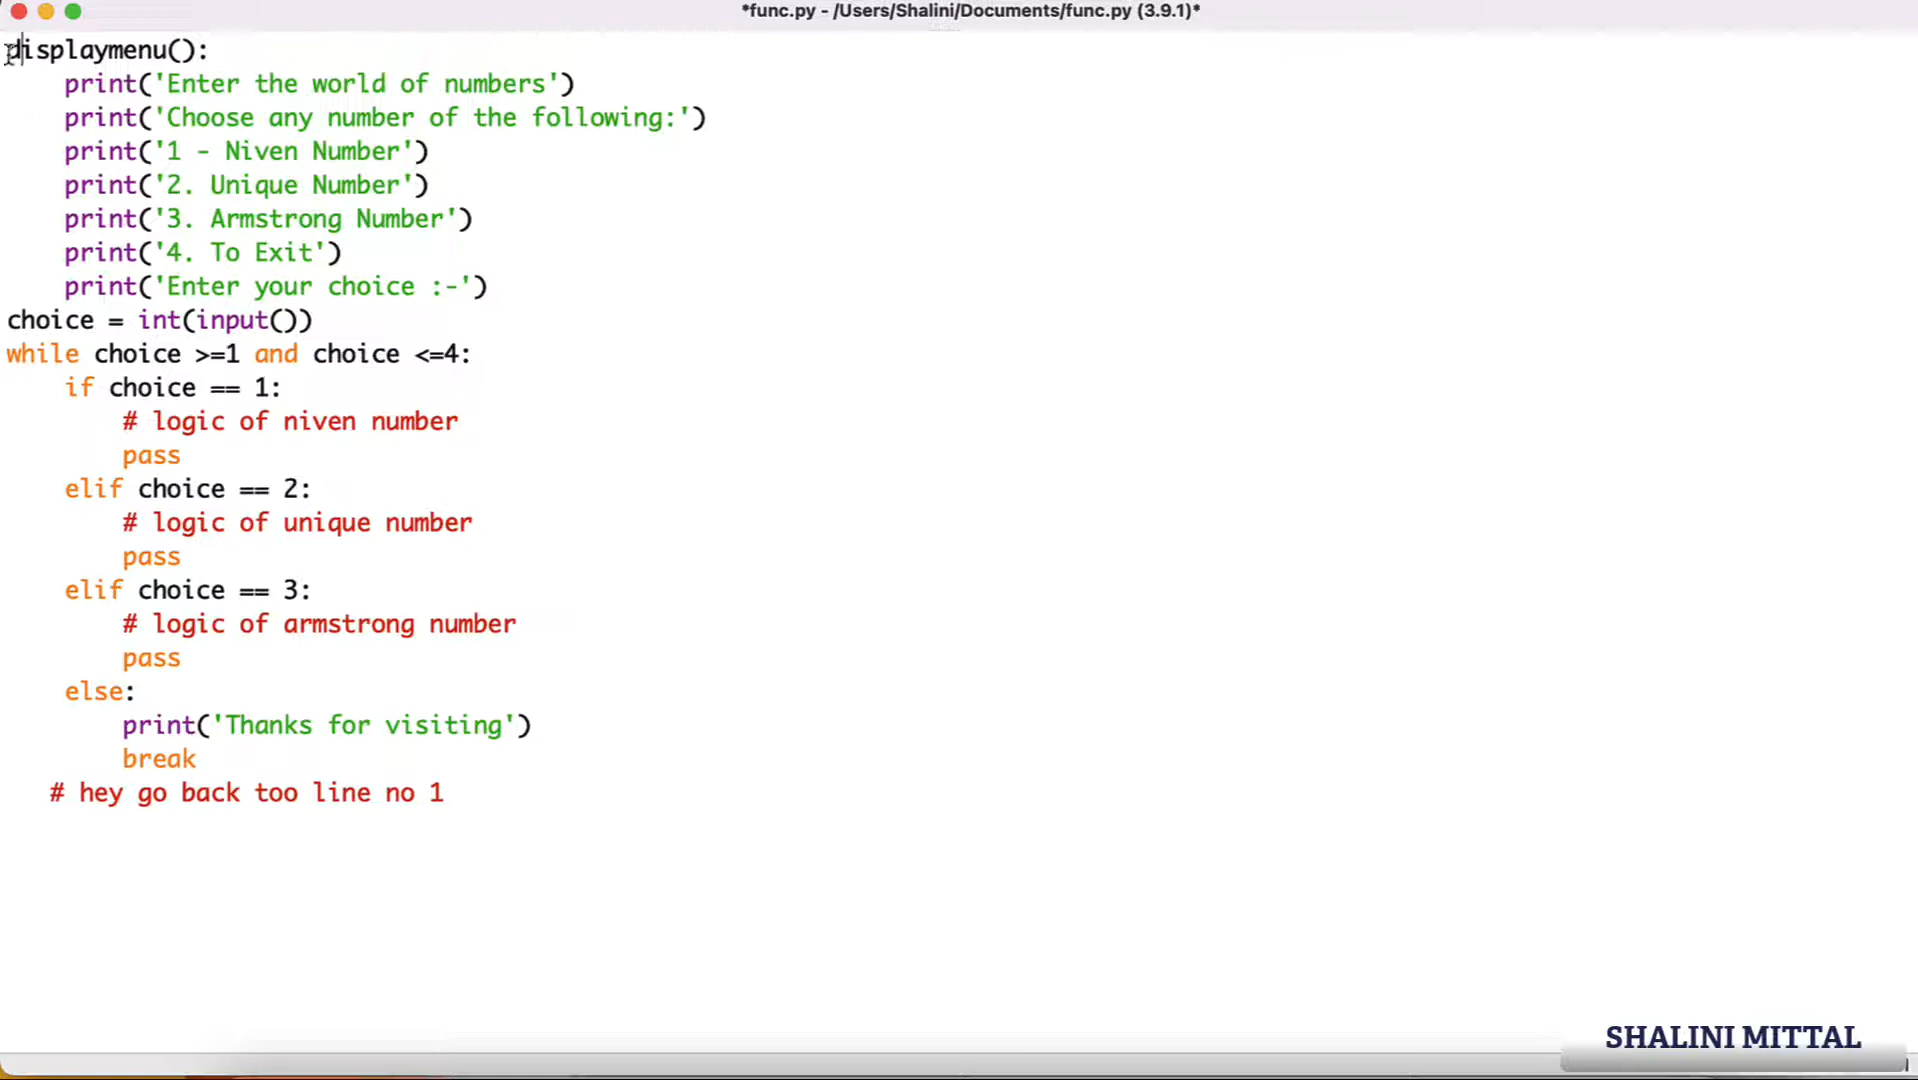 *func.py - /Users/Shalini/Documents/func.py (3.9.1)*
displaymenu():
    print('Enter the world of numbers')
    print('Choose any number of the following:')
    print('1 - Niven Number')
    print('2. Unique Number')
    print('3. Armstrong Number')
    print('4. To Exit')
    print('Enter your choice :-')
choice = int(input())
while choice >=1 and choice <=4:
    if choice == 1:
        # logic of niven number
        pass
    elif choice == 2:
        # logic of unique number
        pass
    elif choice == 3:
        # logic of armstrong number
        pass
    else:
        print('Thanks for visiting')
        break
   # hey go back too line no 1
SHALINI MITTAL